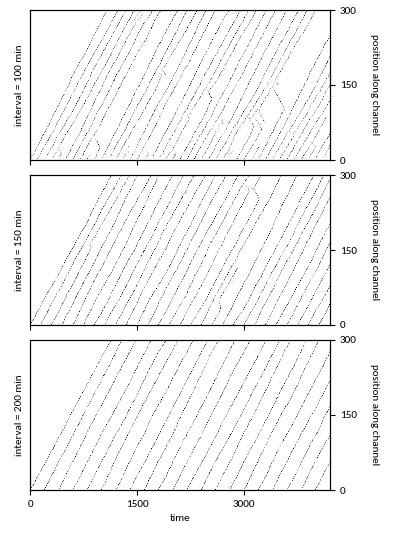 interval = 100 min
300
150
0
position along channel
interval = 150 min
300
150
0
position along channel
interval = 200 min
300
150
0
position along channel
0 1500 3000
time